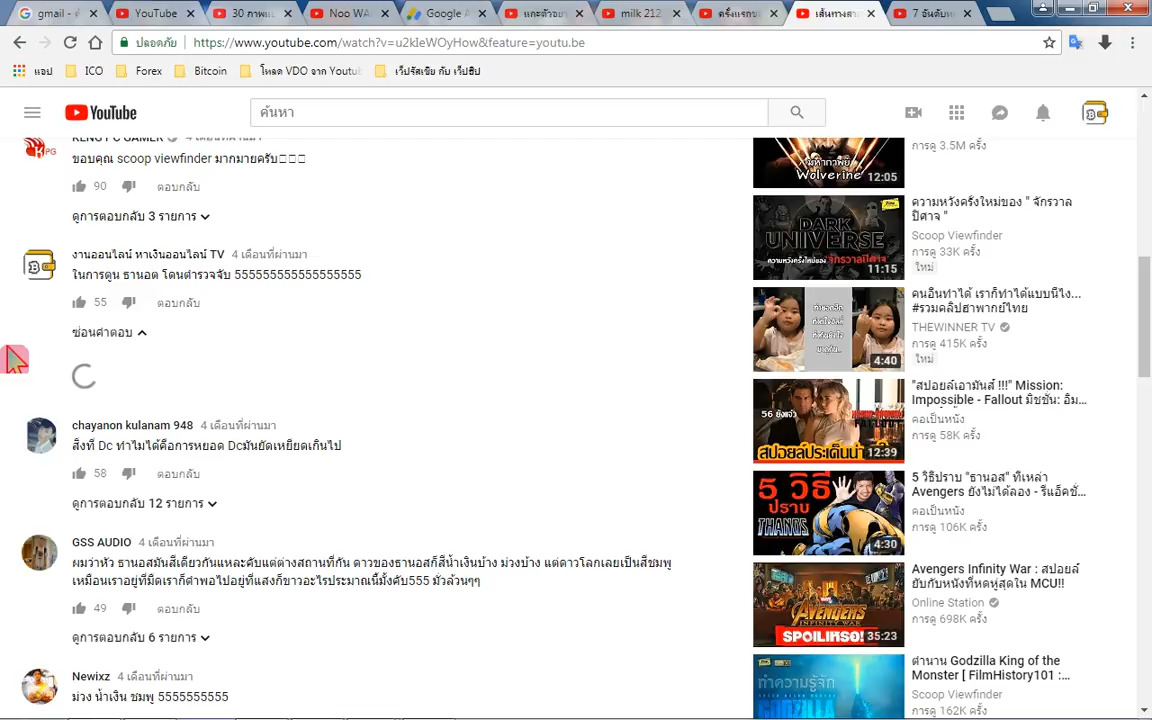 gmail - ค้
YouTube
30 ภาพแ
Noo WA
Google A
แกะตัวอย
milk 212
ครั้งแรกขอ
เส้นทางสา
7 อันดับห
ปลอดภัย
https://www.youtube.com/watch?v=u2kIeWOyHow&feature=youtu.be
แอป
ICO
Forex
Bitcoin
โหลด VDO จาก Youtu
เว็ปรัสเซีย กับ เว็ปฮิป
YouTube
ค้นหา
KENG PC GAMER 4 เดือนที่ผ่านมา
ขอบคุณ scoop viewfinder มากมายครับ
90
ตอบกลับ
ดูการตอบกลับ 3 รายการ
งานออนไลน์ หาเงินออนไลน์ TV 4 เดือนที่ผ่านมา
ในการตูน ธานอต โดนตำรวจจับ 555555555555555555
55
ตอบกลับ
ซ่อนคำตอบ
chayanon kulanam 948 4 เดือนที่ผ่านมา
สิ่งที่ Dc ทำไม่ได้คือการหยอด Dcมันยัดเหยียดเกินไป
58
ตอบกลับ
ดูการตอบกลับ 12 รายการ
GSS AUDIO 4 เดือนที่ผ่านมา
ผมว่าหัว ธานอสมันสีเดียวกันแหละคับแต่ต่างสถานที่กัน ดาวของธานอสก็สีน้ำเงินบ้าง ม่วงบ้าง แต่ดาวโลกเลยเป็นสีชมพู
เหมือนเราอยู่ที่มืดเราก็ดำพอไปอยู่ที่แสงก็ขาวอะไรประมาณนี้มั้งคับ555 มั่วล้วนๆๆ
49
ตอบกลับ
ดูการตอบกลับ 6 รายการ
Newixz 4 เดือนที่ผ่านมา
ม่วง น้ำเงิน ชมพู 5555555555
มหากาพย์
Wolverine
12:05
การดู 3.5M ครั้ง
DARK
UNIVERSE
11:15
ความหวังครั้งใหม่ของ " จักรวาล
ปีศาจ "
Scoop Viewfinder
การดู 33K ครั้ง
ใหม่
4:40
คนอื่นทำได้ เราก็ทำได้แบบนี้ไง...
#รวมคลิปฮาพากย์ไทย
THEWINNER TV
การดู 415K ครั้ง
ใหม่
56 ยังแจ๋ว
สปอยล์ประเด็นน่า
12:39
"สปอยล์เอามันส์ !!!" Mission:
Impossible - Fallout มิชชั่น: อิม...
คอเป็นหนัง
การดู 58K ครั้ง
5 วิธี
ปราบ
THANOS
4:30
5 วิธีปราบ "ธานอส" ที่เหล่า
Avengers ยังไม่ได้ลอง - รีแอ็คชั่...
คอเป็นหนัง
การดู 106K ครั้ง
AVENGERS
INFINITY WAR
SPOILเถรอ!
35:23
Avengers Infinity War : สปอยล์
ยับกับหนังที่หดหู่สุดใน MCU!!
Online Station
การดู 698K ครั้ง
ทำความรู้จัก
GODZILLA
ตำนาน Godzilla King of the
Monster [ FilmHistory101 :...
Scoop Viewfinder
การดู 162K ครั้ง